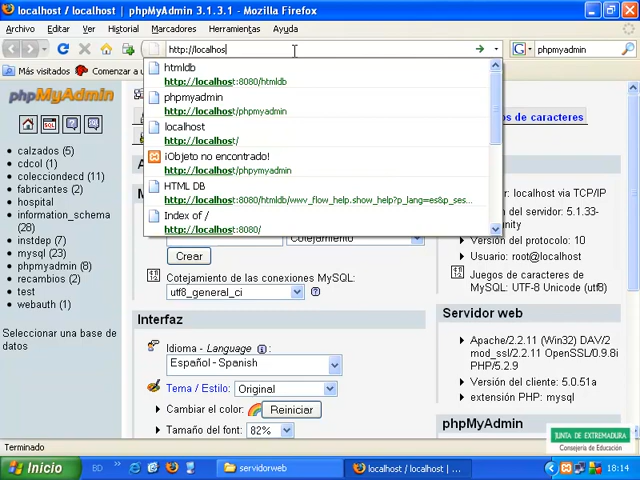 localhost / localhost | phpMyAdmin 3.1.3.1 - Mozilla Firefox
Archivo Editar Ver Historial Marcadores Herramientas Ayuda
http://localhos
phpmyadmin
Más visitados
Comenzar a usar Firef
phpMyAdmin
SQL
htmldb
http://localhost:8080/htmldb
phpmyadmin
http://localhost:8080/phpmyadmin
localhost
http://localhost/
¡Objeto no encontrado!
http://localhost/phpymyadmin
HTML DB
http://localhost:8080/htmldb/wwv_flow_help.show_help?p_lang=es&p_ses...
Index of /
http://localhost:8080/
de caracteres
calzados (5)
cdcol (1)
colecciondecd (11)
fabricantes (2)
hospital
information_schema
(28)
instdep (7)
mysql (23)
phpmyadmin (8)
recambios (2)
test
webauth (1)
Seleccionar una base de
datos
Cotejamiento
Crear
Cotejamiento de las conexiones MySQL:
utf8_general_ci
Interfaz
Idioma - Language
Español - Spanish
Tema / Estilo: Original
Cambiar el color: Reiniciar
Tamaño del font: 82%
localhost via TCP/IP
ón del servidor: 5.1.33-
unity
Versión del protocolo: 10
Usuario: root@localhost
Juegos de caracteres de
MySQL: UTF-8 Unicode (utf8)
Servidor web
Apache/2.2.11 (Win32) DAV/2
mod_ssl/2.2.11 OpenSSL/0.9.8i
PHP/5.2.9
Versión del cliente: 5.0.51a
extensión PHP: mysql
phpMyAdmin
JUNTA DE EXTREMADURA
Consejería de Educación
Terminado
Inicio
BD
servidorweb
localhost / localhost | ...
18:14